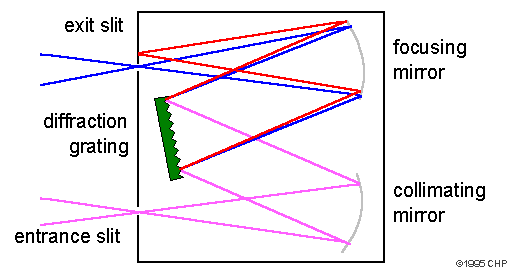 exit slit
focusing
mirror
diffraction
grating
collimating
mirror
entrance slit
©1995 CHP